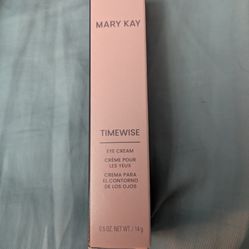 MARY KAY
TIMEWISE
EYE CREAM
CRÈME POUR
LES YEUX
CREMA PARA
EL CONTORNO
DE LOS OJOS
0.5 OZ. NET WT. / 14 g